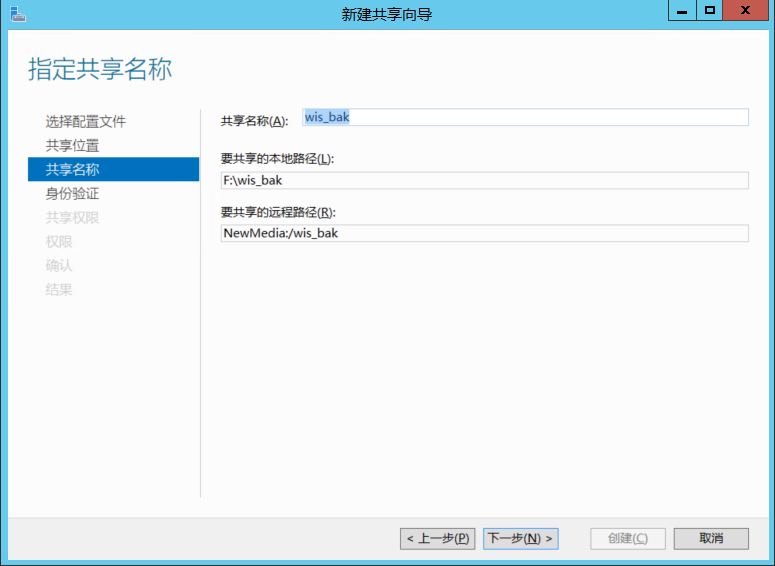 新建共享向导
指定共享名称
选择配置文件
共享位置
共享名称
身份验证
共享权限
权限
确认
结果
共享名称(A): wis_bak
要共享的本地路径(L):
F:\wis_bak
要共享的远程路径(R):
NewMedia:/wis_bak
< 上一步(P) 下一步(N) > 创建(C) 取消